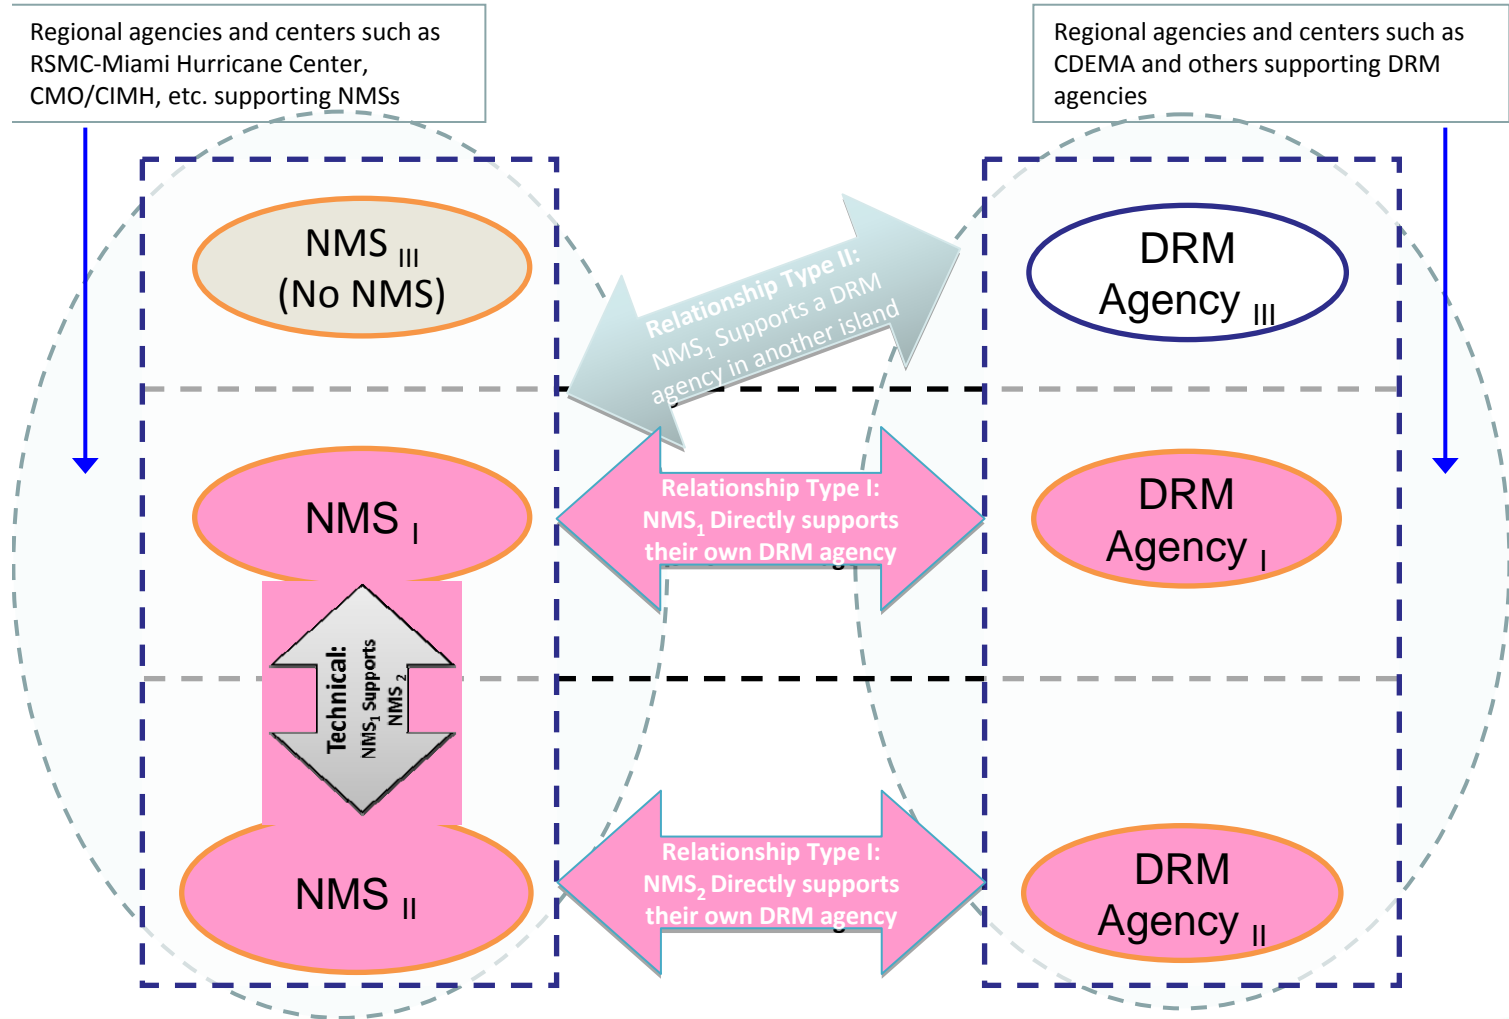 Regional agencies and centers such as
RSMC-Miami Hurricane Center,
CMO/CIMH, etc. supporting NMSs
Regional agencies and centers such as
CDEMA and others supporting DRM
agencies
NMS III
(No NMS)
Relationship Type II:
NMS1 Supports a DRM
agency in another island
DRM
Agency III
NMS I
Relationship Type I:
NMS1 Directly supports
their own DRM agency
DRM
Agency I
Technical:
NMS1 Supports
NMS 2
NMS II
Relationship Type I:
NMS2 Directly supports
their own DRM agency
DRM
Agency II